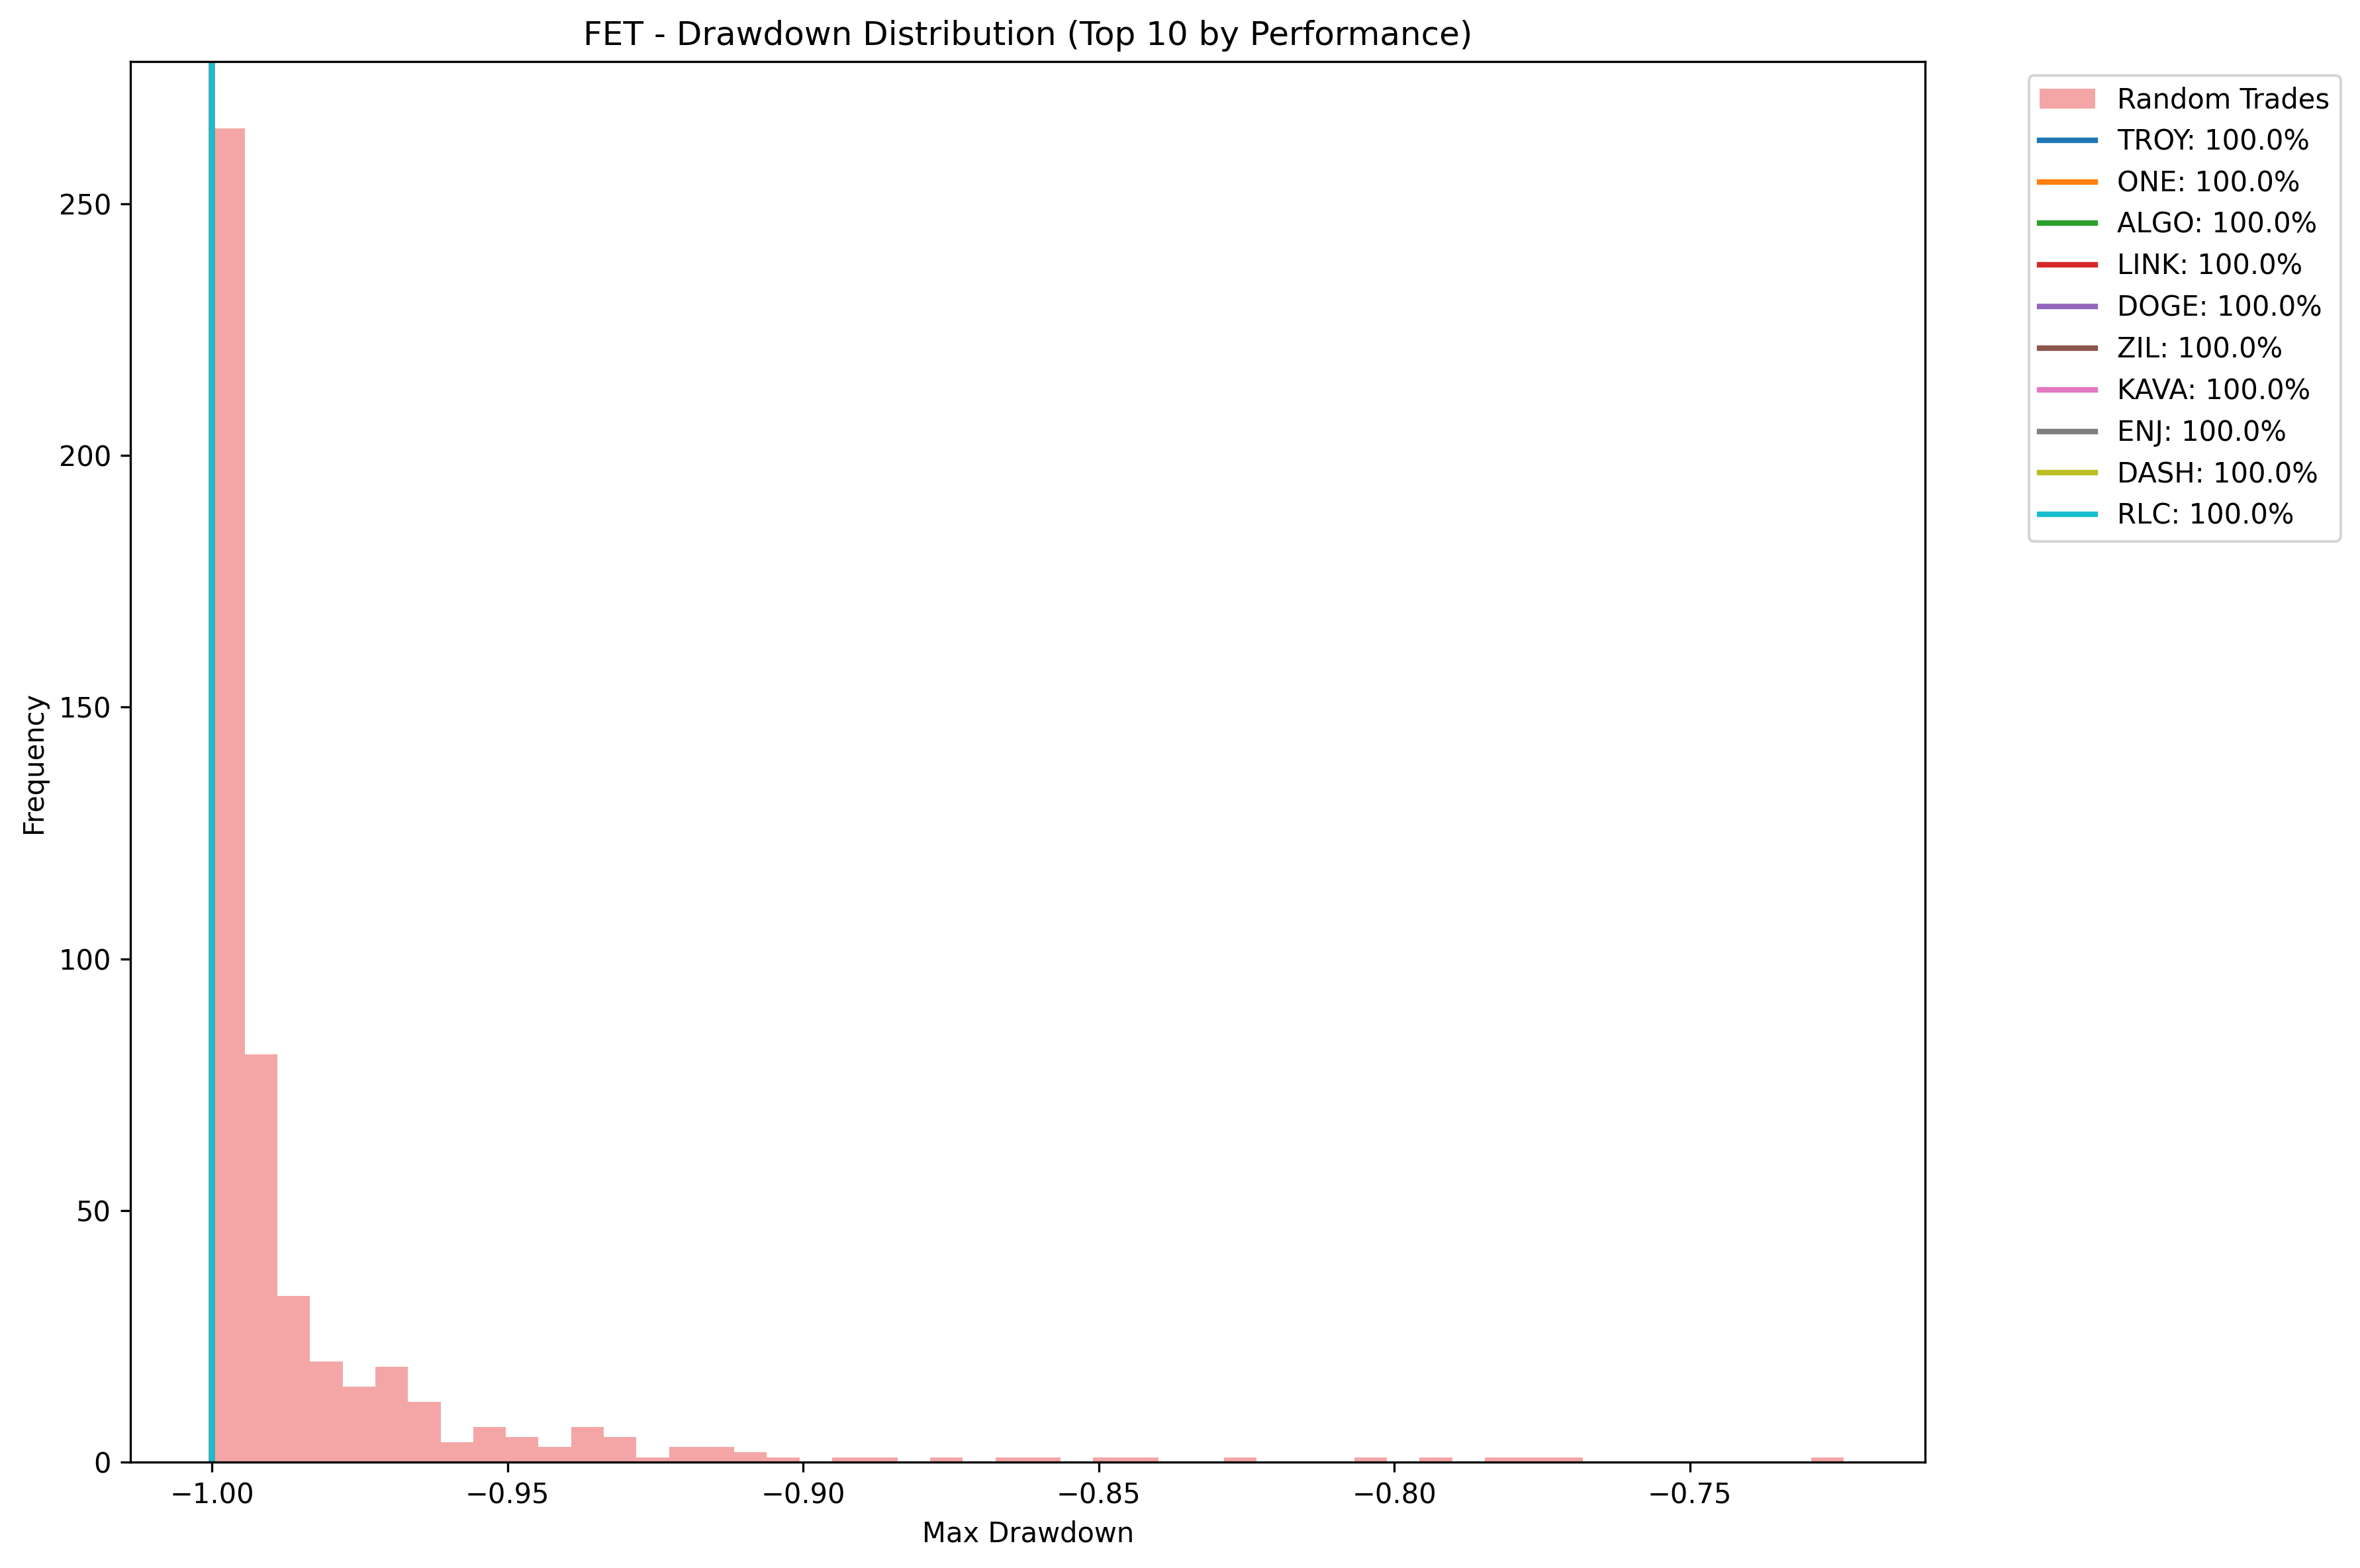 FET - Drawdown Distribution (Top 10 by Performance)
Random Trades
TROY: 100.0%
ONE: 100.0%
ALGO: 100.0%
LINK: 100.0%
DOGE: 100.0%
ZIL: 100.0%
KAVA: 100.0%
ENJ: 100.0%
DASH: 100.0%
RLC: 100.0%
Frequency
250
200
150
100
50
0
−1.00 −0.95 −0.90 −0.85 −0.80 −0.75
Max Drawdown